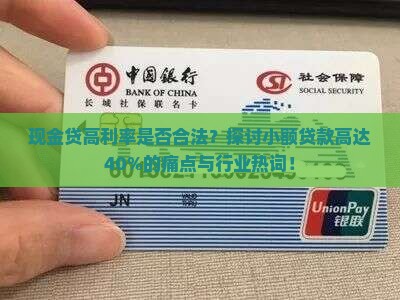 中国银行
BANK OF CHINA
社会保障
SOCIAL SECURITY
长城社保联名卡
现金贷高利率是否合法？探讨小额贷款高达
40%的痛点与行业热词！
JN
UnionPay
银联